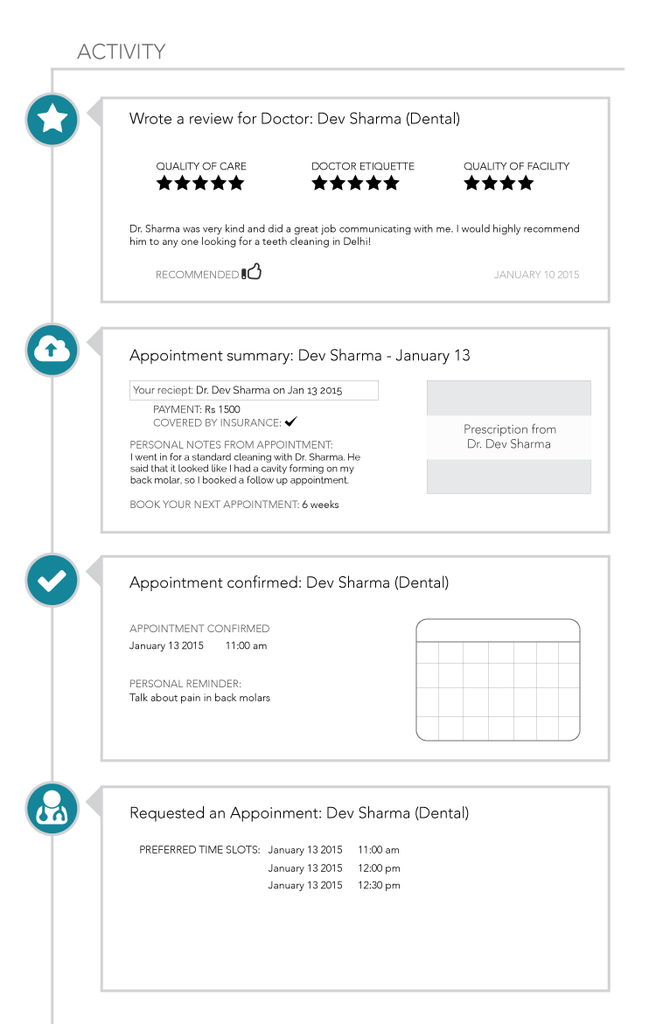 ACTIVITY
Wrote a review for Doctor: Dev Sharma (Dental)
QUALITY OF CARE DOCTOR ETIQUETTE QUALITY OF FACILITY
Dr. Sharma was very kind and did a great job communicating with me. I would highly recommend
him to any one looking for a teeth cleaning in Delhi!
RECOMMENDED JANUARY 10 2015
Appointment summary: Dev Sharma - January 13
Your reciept: Dr. Dev Sharma on Jan 13 2015
PAYMENT: Rs 1500
COVERED BY INSURANCE:
PERSONAL NOTES FROM APPOINTMENT:
I went in for a standard cleaning with Dr. Sharma. He
said that it looked like I had a cavity forming on my
back molar, so I booked a follow up appointment.
BOOK YOUR NEXT APPOINTMENT: 6 weeks
Prescription from
Dr. Dev Sharma
Appointment confirmed: Dev Sharma (Dental)
APPOINTMENT CONFIRMED
January 13 2015 11:00 am
PERSONAL REMINDER:
Talk about pain in back molars
Requested an Appoinment: Dev Sharma (Dental)
PREFERRED TIME SLOTS: January 13 2015 11:00 am
January 13 2015 12:00 pm
January 13 2015 12:30 pm